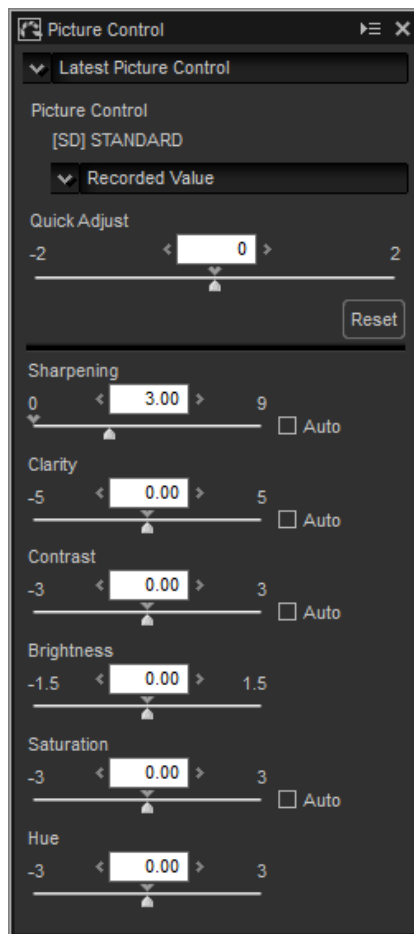 Picture Control
Latest Picture Control
Picture Control
[SD] STANDARD
Recorded Value
Quick Adjust
-2 0 2
Reset
Sharpening
0 3.00 9
Auto
Clarity
-5 0.00 5
Auto
Contrast
-3 0.00 3
Auto
Brightness
-1.5 0.00 1.5
Saturation
-3 0.00 3
Auto
Hue
-3 0.00 3